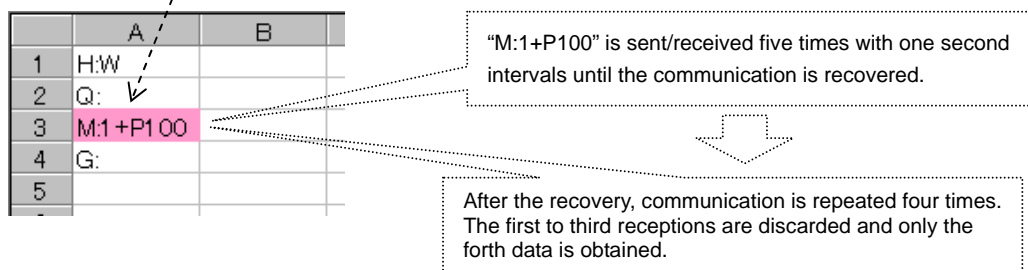 A B
1 H:W
2 Q:
3 M:1+P100
4 G:
5
“M:1+P100” is sent/received five times with one second
intervals until the communication is recovered.
After the recovery, communication is repeated four times.
The first to third receptions are discarded and only the
forth data is obtained.